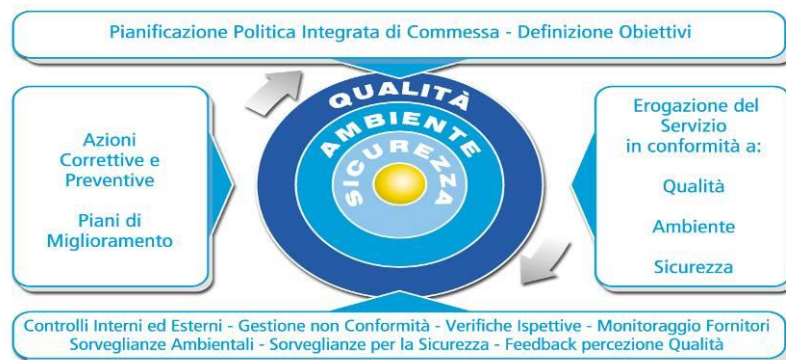 Pianificazione Politica Integrata di Commessa - Definizione Obiettivi
QUALITÀ
AMBIENTE
SICUREZZA
Azioni
Correttive e
Preventive
Piani di
Miglioramento
Erogazione del
Servizio
in conformità a:
Qualità
Ambiente
Sicurezza
Controlli Interni ed Esterni - Gestione non Conformità - Verifiche Ispettive - Monitoraggio Fornitori
Sorveglianze Ambientali - Sorveglianze per la Sicurezza - Feedback percezione Qualità